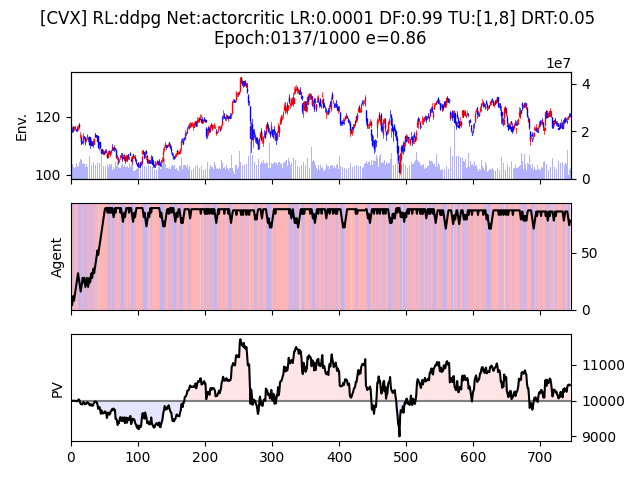 [CVX] RL:ddpg Net:actorcritic LR:0.0001 DF:0.99 TU:[1,8] DRT:0.05
Epoch:0137/1000 e=0.86
1e7
Env.
120
100
4
2
0
Agent
50
0
PV
11000
10000
9000
0 100 200 300 400 500 600 700